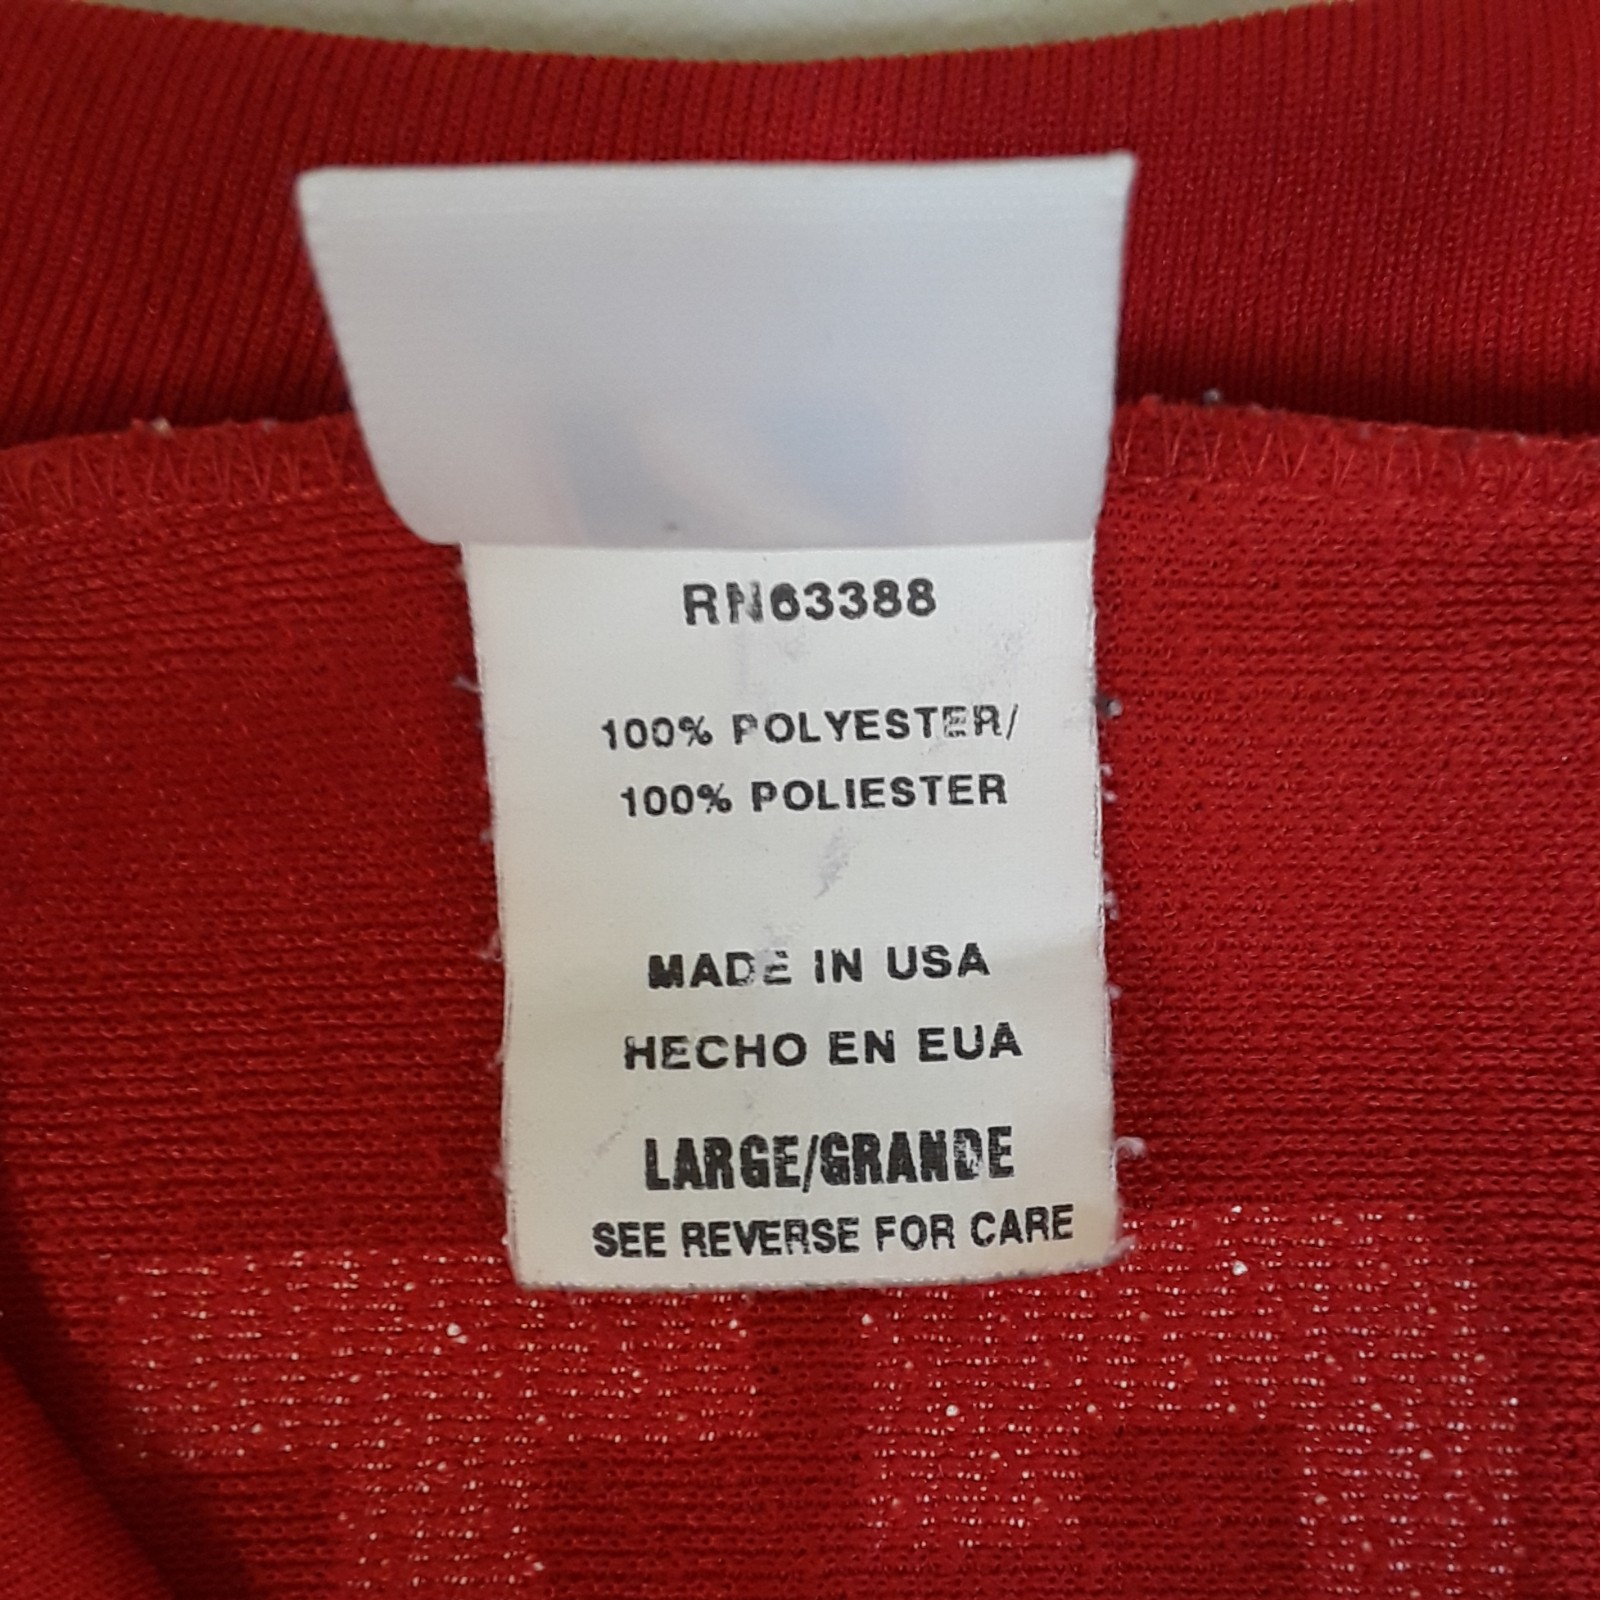 RN63388
100% POLYESTER/
100% POLIESTER
MADE IN USA
HECHO EN EUA
LARGE/GRANDE
SEE REVERSE FOR CARE